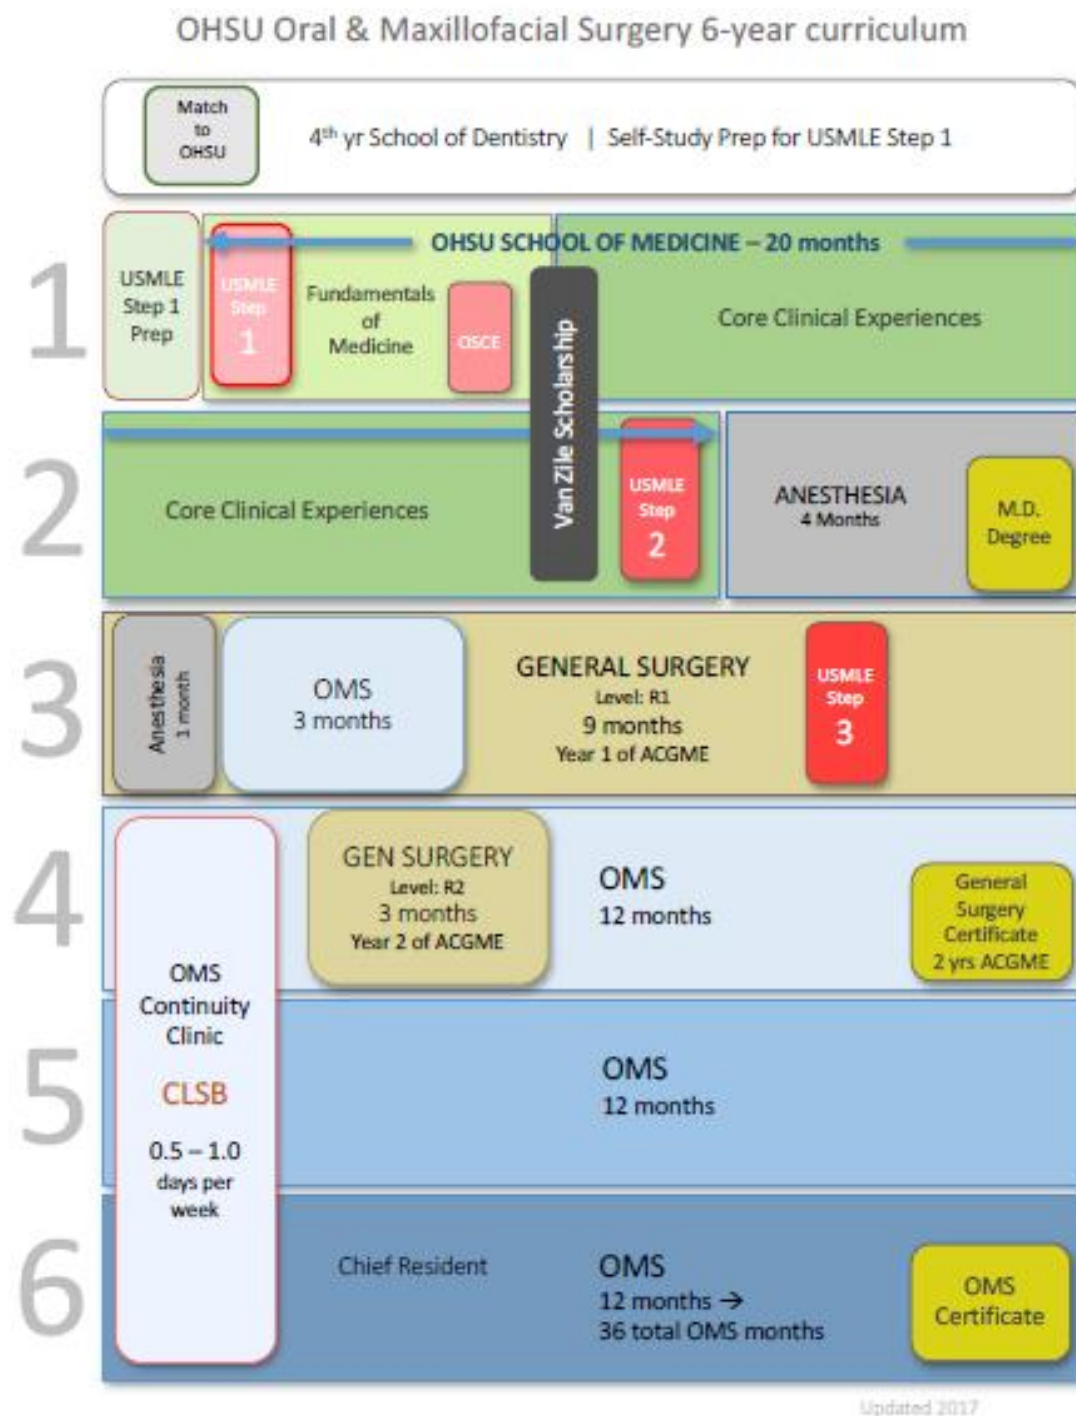 OHSU Oral & Maxillofacial Surgery 6-year curriculum
Match
to
OHSU
4th yr School of Dentistry | Self-Study Prep for USMLE Step 1
1
USMLE
Step 1
Prep
OHSU SCHOOL OF MEDICINE – 20 months
USMLE
Step
1
Fundamentals
of
Medicine
OSCE
Van Zile Scholarship
Core Clinical Experiences
2
Core Clinical Experiences
USMLE
Step
2
ANESTHESIA
4 Months
M.D.
Degree
3
Anesthesia
1 month
OMS
3 months
GENERAL SURGERY
Level: R1
9 months
Year 1 of ACGME
USMLE
Step
3
4
GEN SURGERY
Level: R2
3 months
Year 2 of ACGME
OMS
12 months
General
Surgery
Certificate
2 yrs ACGME
OMS
Continuity
Clinic
CLSB
0.5 – 1.0
days per
week
5
OMS
12 months
6
Chief Resident
OMS
12 months →
36 total OMS months
OMS
Certificate
Updated 2017